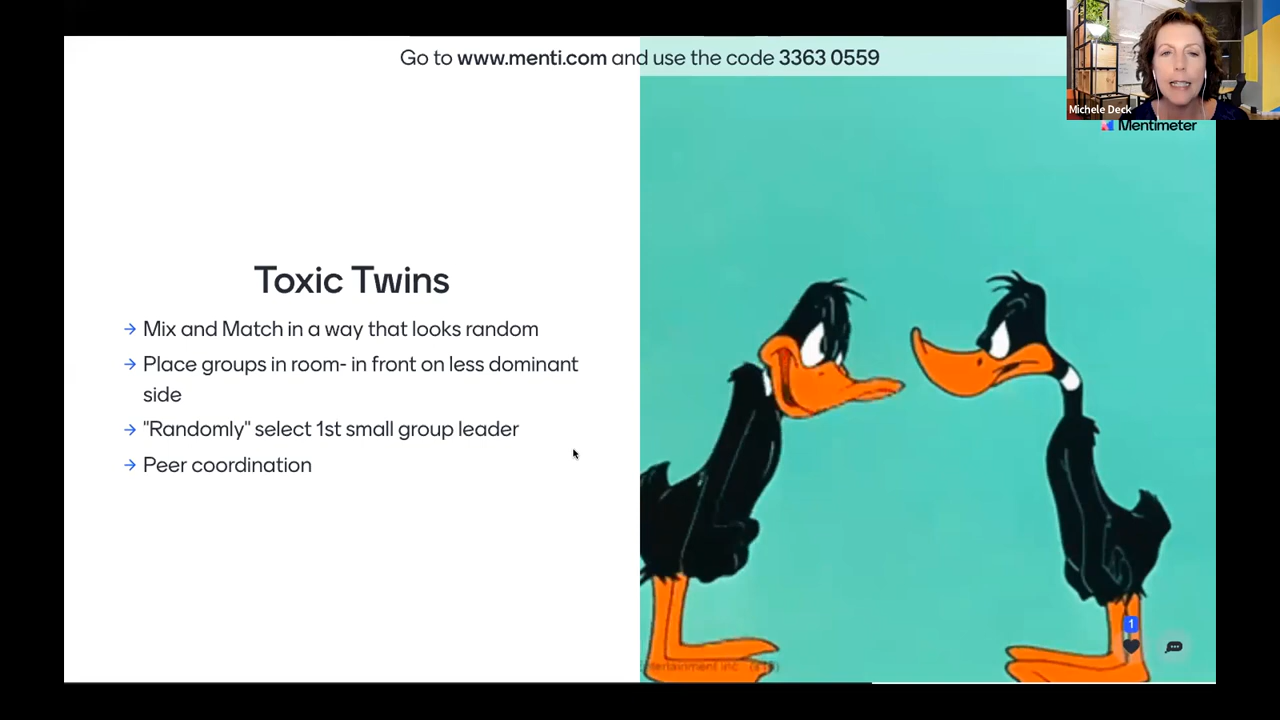 Go to www.menti.com and use the code 3363 0559
Michele Deck
Mentimeter
Toxic Twins
→ Mix and Match in a way that looks random
→ Place groups in room- in front on less dominant
side
→ "Randomly" select 1st small group leader
→ Peer coordination
1